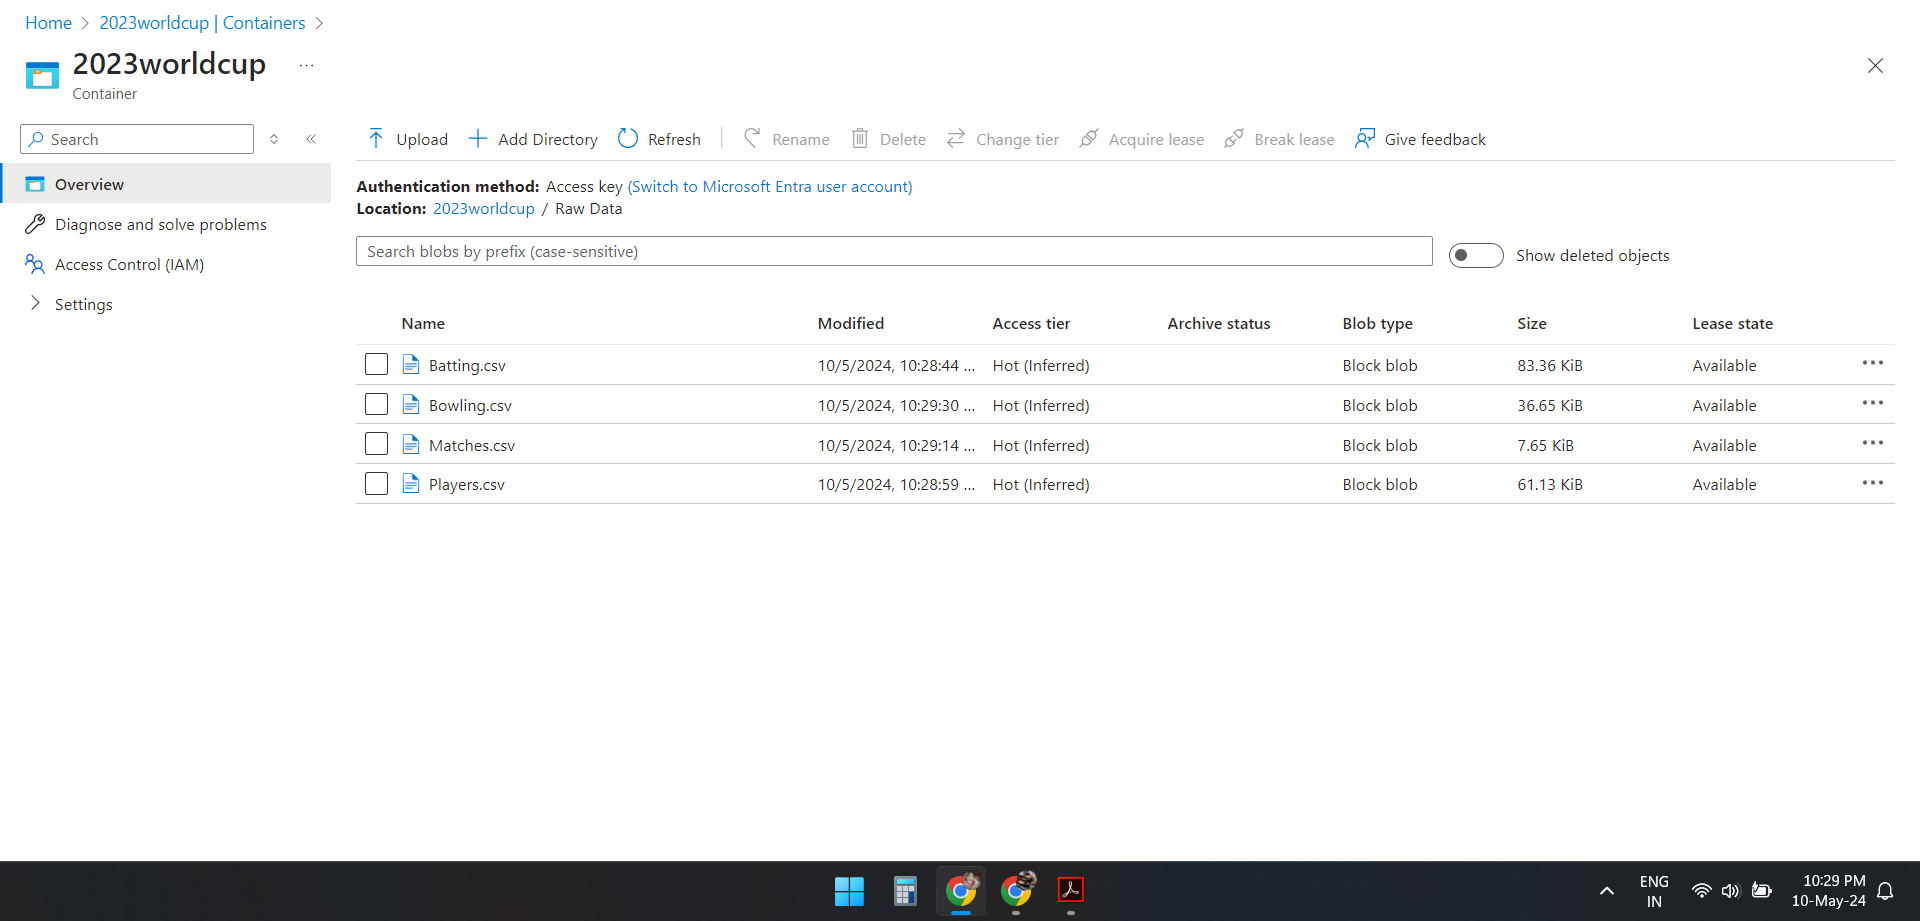 Home > 2023worldcup | Containers >
2023worldcup ...
Container
Search
Overview
Diagnose and solve problems
Access Control (IAM)
Settings
Upload Add Directory Refresh Rename Delete Change tier Acquire lease Break lease Give feedback
Authentication method: Access key (Switch to Microsoft Entra user account)
Location: 2023worldcup / Raw Data
Search blobs by prefix (case-sensitive)
Show deleted objects
Name Modified Access tier Archive status Blob type Size Lease state
Batting.csv 10/5/2024, 10:28:44 ... Hot (Inferred) Block blob 83.36 KiB Available
Bowling.csv 10/5/2024, 10:29:30 ... Hot (Inferred) Block blob 36.65 KiB Available
Matches.csv 10/5/2024, 10:29:14 ... Hot (Inferred) Block blob 7.65 KiB Available
Players.csv 10/5/2024, 10:28:59 ... Hot (Inferred) Block blob 61.13 KiB Available
ENG
IN
10:29 PM
10-May-24